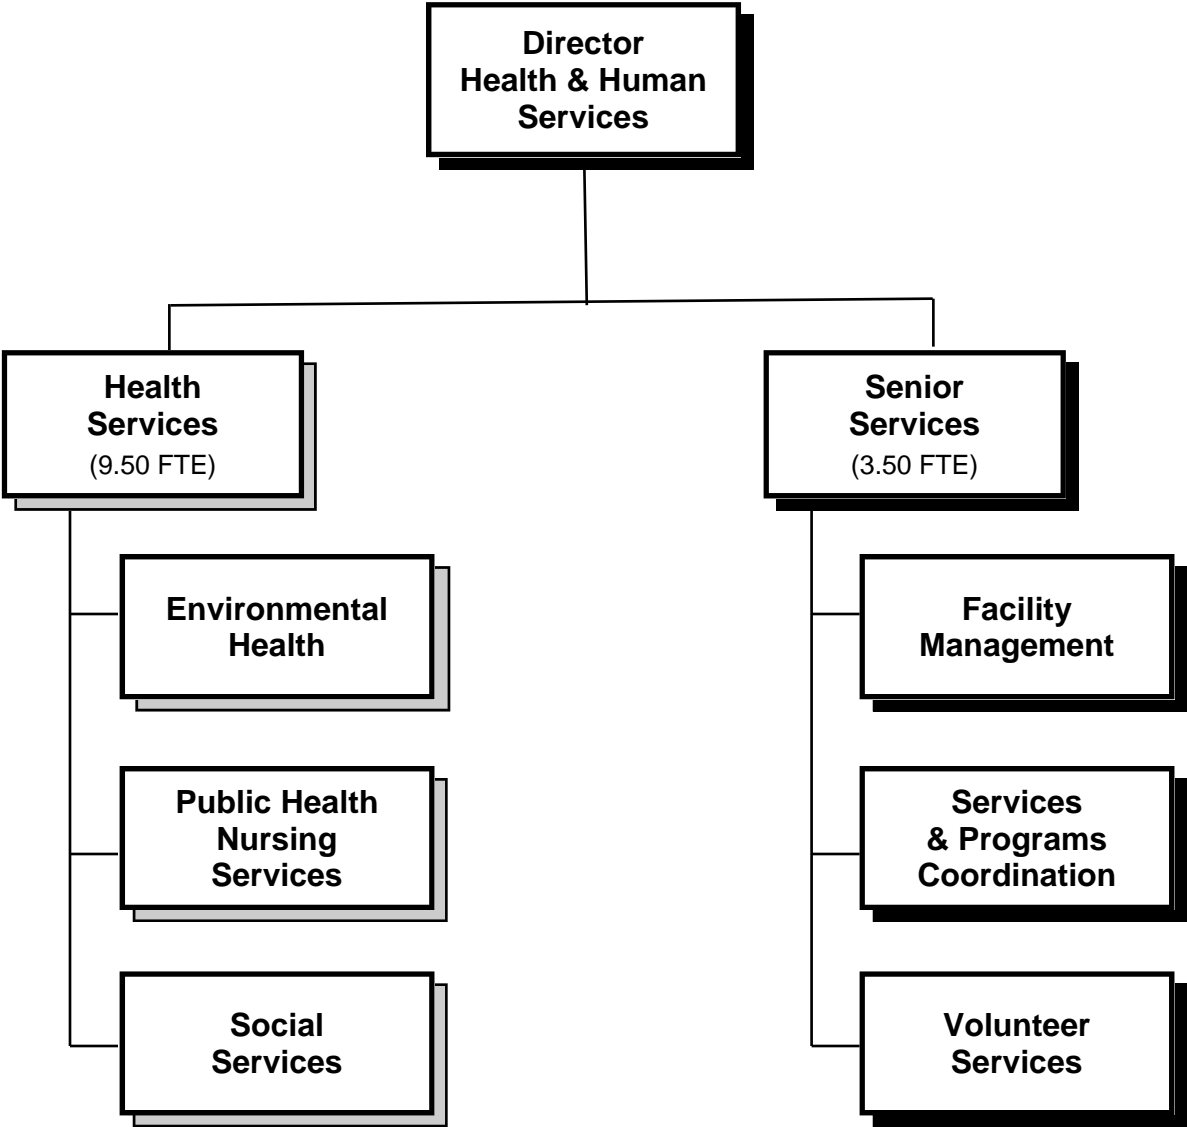 Director
Health & Human
Services
Health
Services
(9.50 FTE)
Senior
Services
(3.50 FTE)
Environmental
Health
Facility
Management
Public Health
Nursing
Services
Services
& Programs
Coordination
Social
Services
Volunteer
Services